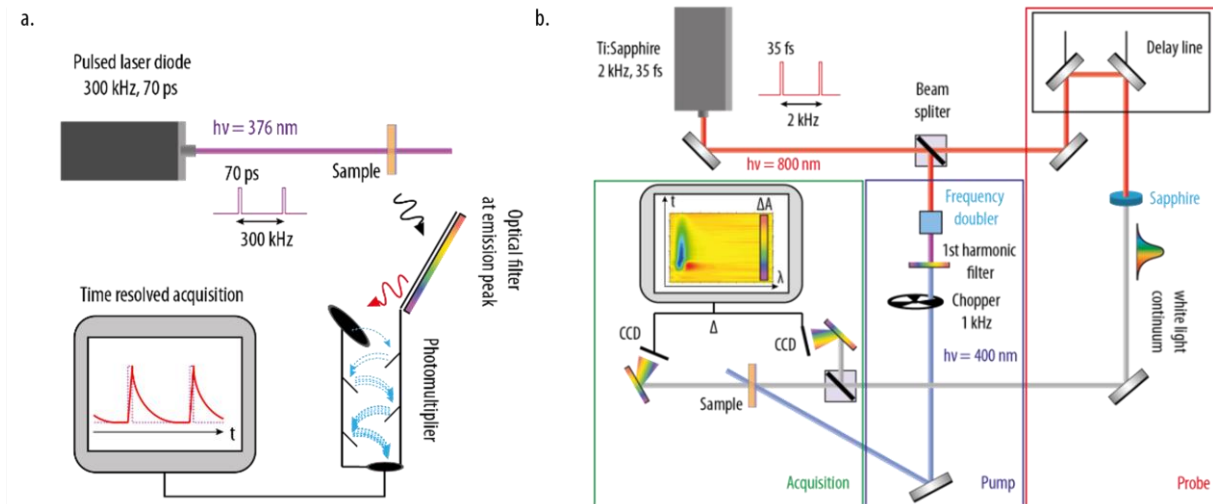 a.
Pulsed laser diode
300 kHz, 70 ps
hν = 376 nm
Sample
70 ps
300 kHz
Optical filter
at emission peak
Time resolved acquisition
t
Photomultiplier
b.
Ti:Sapphire
2 kHz, 35 fs
35 fs
2 kHz
hν = 800 nm
Beam
spliter
Delay line
Sapphire
white light
continuum
Probe
Frequency
doubler
1st harmonic
filter
Chopper
1 kHz
hν = 400 nm
Pump
t
ΔA
λ
Δ
CCD
CCD
Sample
Acquisition